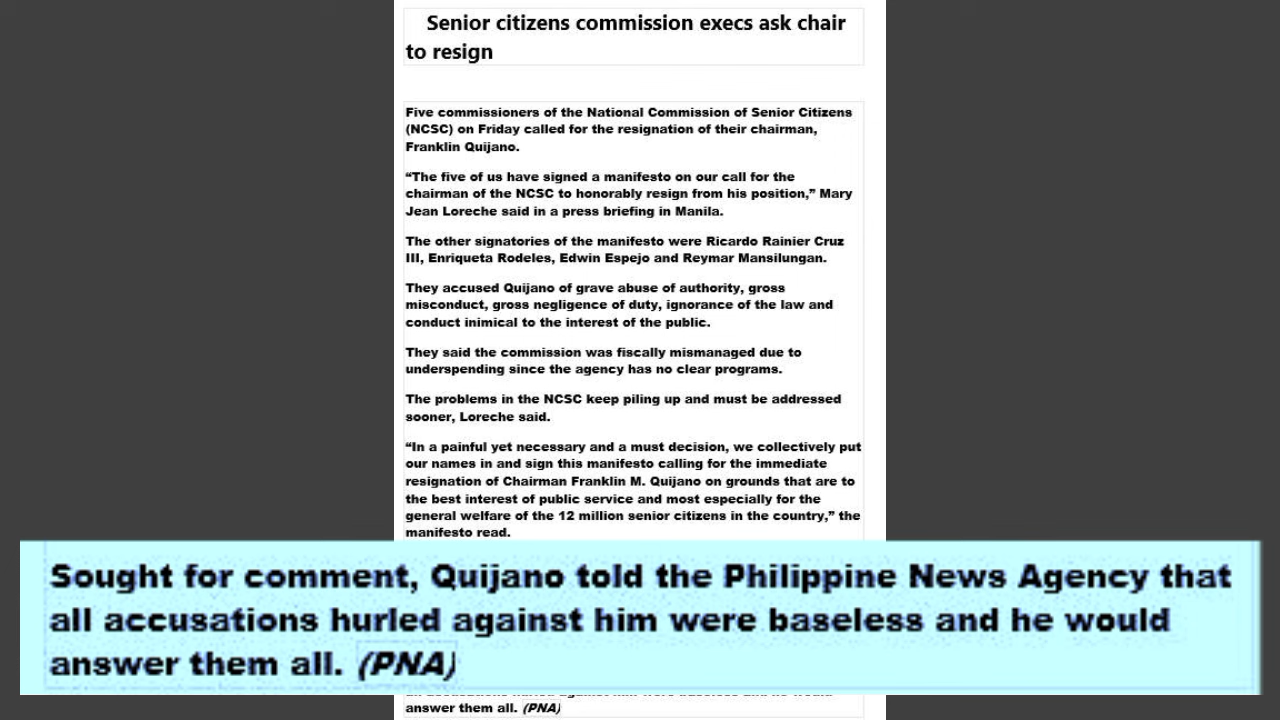 Senior citizens commission execs ask chair
to resign
Five commissioners of the National Commission of Senior Citizens
(NCSC) on Friday called for the resignation of their chairman,
Franklin Quijano.
“The five of us have signed a manifesto on our call for the
chairman of the NCSC to honorably resign from his position,” Mary
Jean Loreche said in a press briefing in Manila.
The other signatories of the manifesto were Ricardo Rainier Cruz
III, Enriqueta Rodeles, Edwin Espejo and Reymar Mansilungan.
They accused Quijano of grave abuse of authority, gross
misconduct, gross negligence of duty, ignorance of the law and
conduct inimical to the interest of the public.
They said the commission was fiscally mismanaged due to
underspending since the agency has no clear programs.
The problems in the NCSC keep piling up and must be addressed
sooner, Loreche said.
“In a painful yet necessary and a must decision, we collectively put
our names in and sign this manifesto calling for the immediate
resignation of Chairman Franklin M. Quijano on grounds that are to
the best interest of public service and most especially for the
general welfare of the 12 million senior citizens in the country,” the
manifesto read.
Sought for comment, Quijano told the Philippine News Agency that
all accusations hurled against him were baseless and he would
answer them all. (PNA)
answer them all. (PNA)